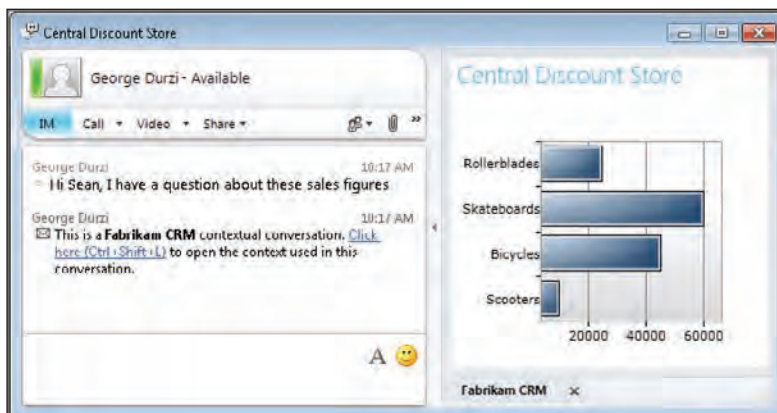 Central Discount Store
George Durzi - Available
IM Call Video Share »
George Durzi 10:17 AM
Hi Sean, I have a question about these sales figures
George Durzi 10:17 AM
This is a Fabrikam CRM contextual conversation. Click
here (Ctrl+Shift+L) to open the context used in this
conversation.
A
Central Discount Store
Rollerblades
Skateboards
Bicycles
Scooters
20000 40000 60000
Fabrikam CRM ×